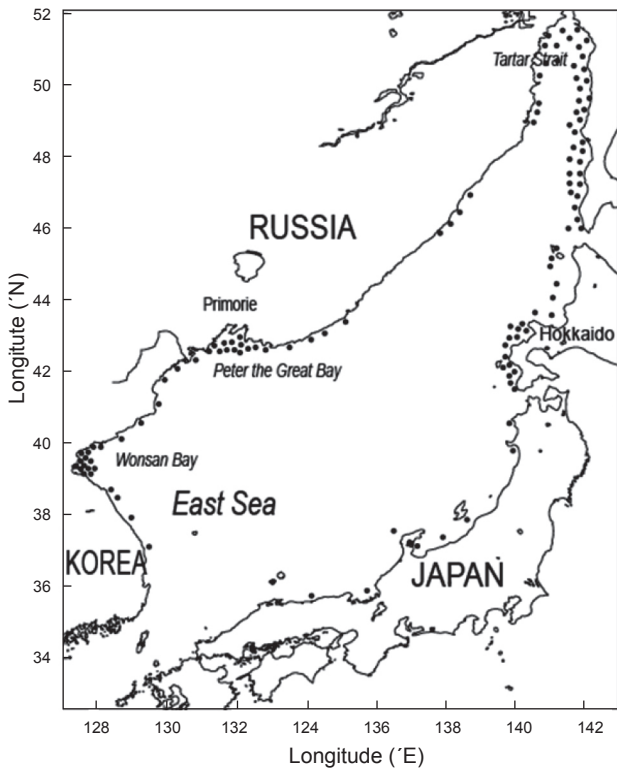 52
50
48
46
44
42
40
38
36
34
Longitute (´N)
Tartar Strait
RUSSIA
Primorie
Hokkaido
Peter the Great Bay
Wonsan Bay
East Sea
KOREA
JAPAN
128 130 132 124 136 138 140 142
Longitude (´E)